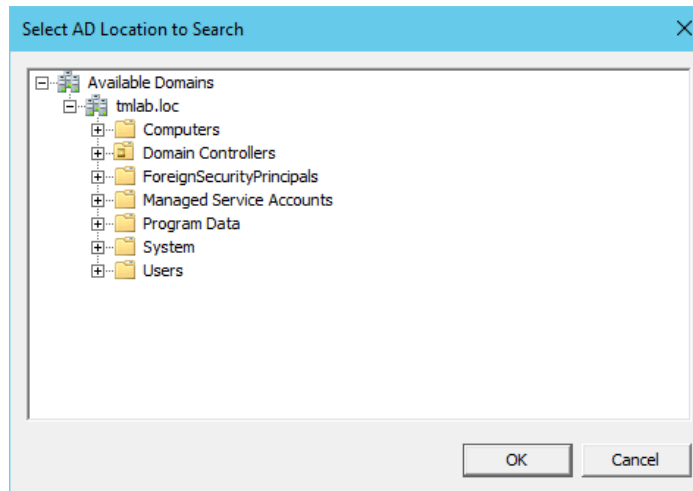 Select AD Location to Search
Available Domains
tmlab.loc
Computers
Domain Controllers
ForeignSecurityPrincipals
Managed Service Accounts
Program Data
System
Users
OK Cancel